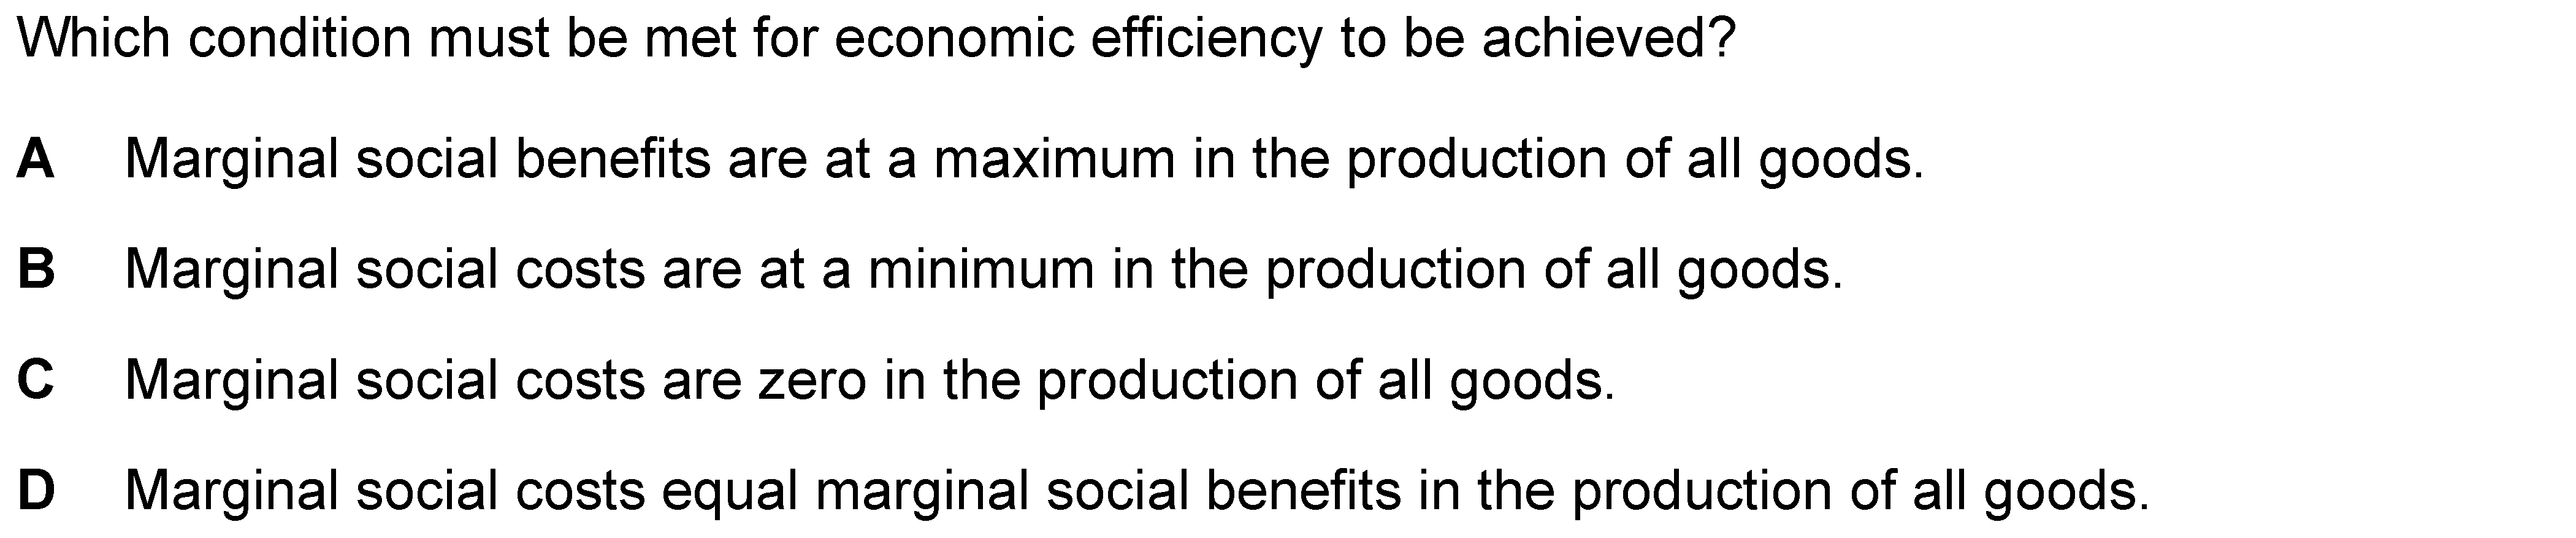 Which condition must be met for economic efficiency to be achieved?
A Marginal social benefits are at a maximum in the production of all goods.
B Marginal social costs are at a minimum in the production of all goods.
C Marginal social costs are zero in the production of all goods.
D Marginal social costs equal marginal social benefits in the production of all goods.